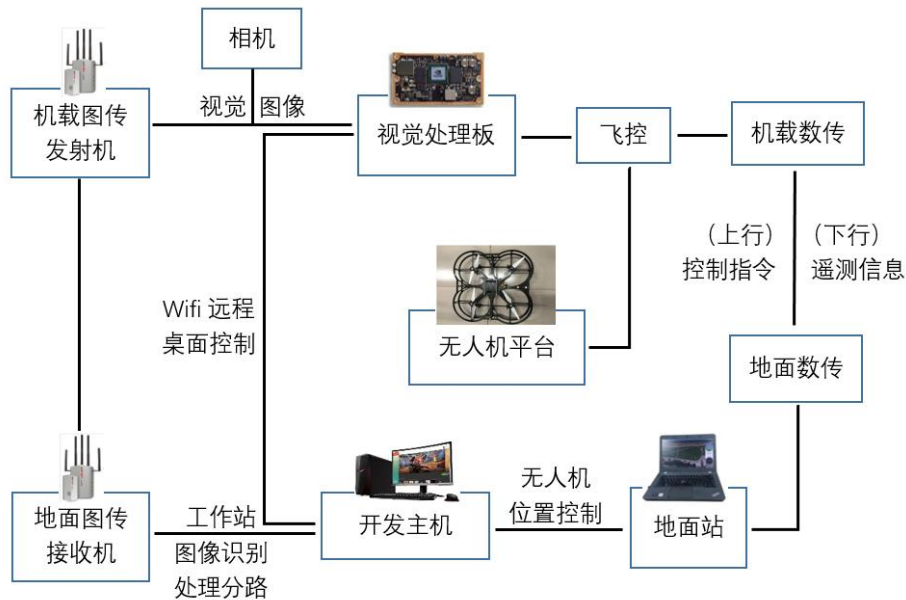 相机
机载图传
发射机
视觉 图像
视觉处理板
飞控
机载数传
（上行）
控制指令
（下行）
遥测信息
Wifi 远程
桌面控制
无人机平台
地面数传
地面图传
接收机
工作站
图像识别
处理分路
开发主机
无人机
位置控制
地面站